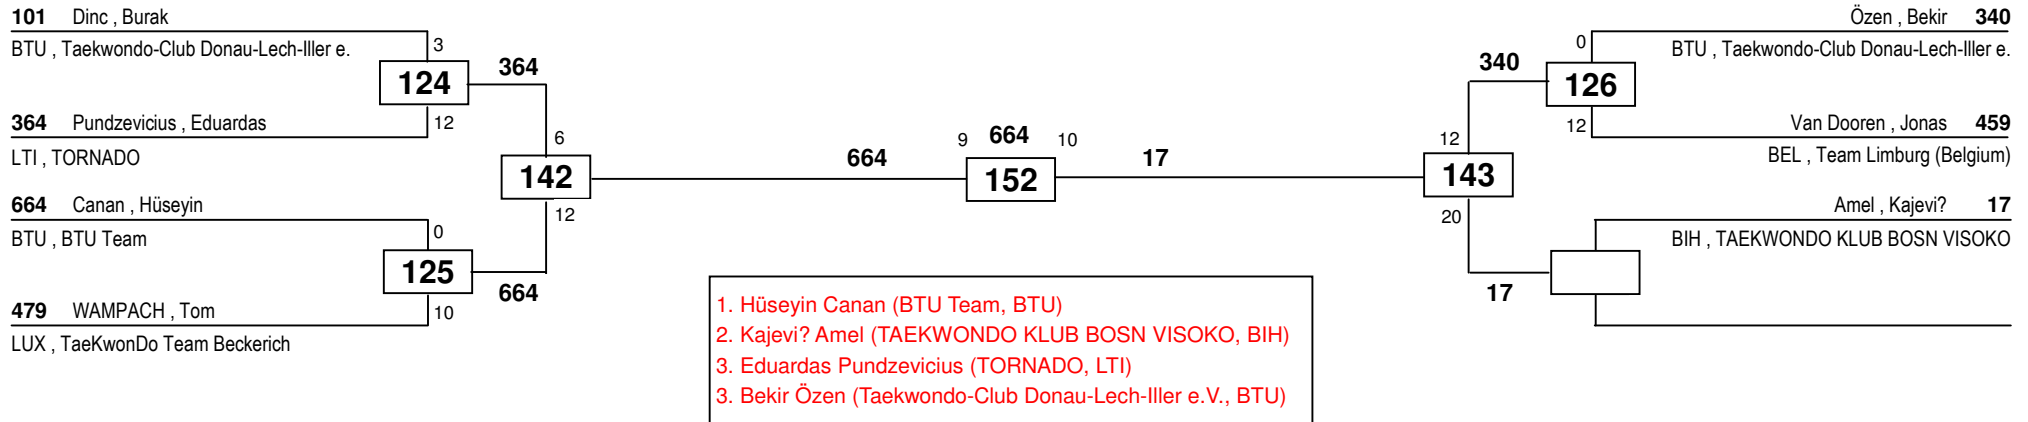 101 Dinc , Burak
BTU , Taekwondo-Club Donau-Lech-Iller e.
3
124
364
12
364 Pundzevicius , Eduardas
LTI , TORNADO
6
142
12
664 Canan , Hüseyin
BTU , BTU Team
0
125
664
10
479 WAMPACH , Tom
LUX , TaeKwonDo Team Beckerich
664
9 664 10
152
17
Özen , Bekir 340
BTU , Taekwondo-Club Donau-Lech-Iller e.
0
340
126
12
Van Dooren , Jonas 459
BEL , Team Limburg (Belgium)
12
143
20
Amel , Kajevi? 17
BIH , TAEKWONDO KLUB BOSN VISOKO
17
1. Hüseyin Canan (BTU Team, BTU)
2. Kajevi? Amel (TAEKWONDO KLUB BOSN VISOKO, BIH)
3. Eduardas Pundzevicius (TORNADO, LTI)
3. Bekir Özen (Taekwondo-Club Donau-Lech-Iller e.V., BTU)